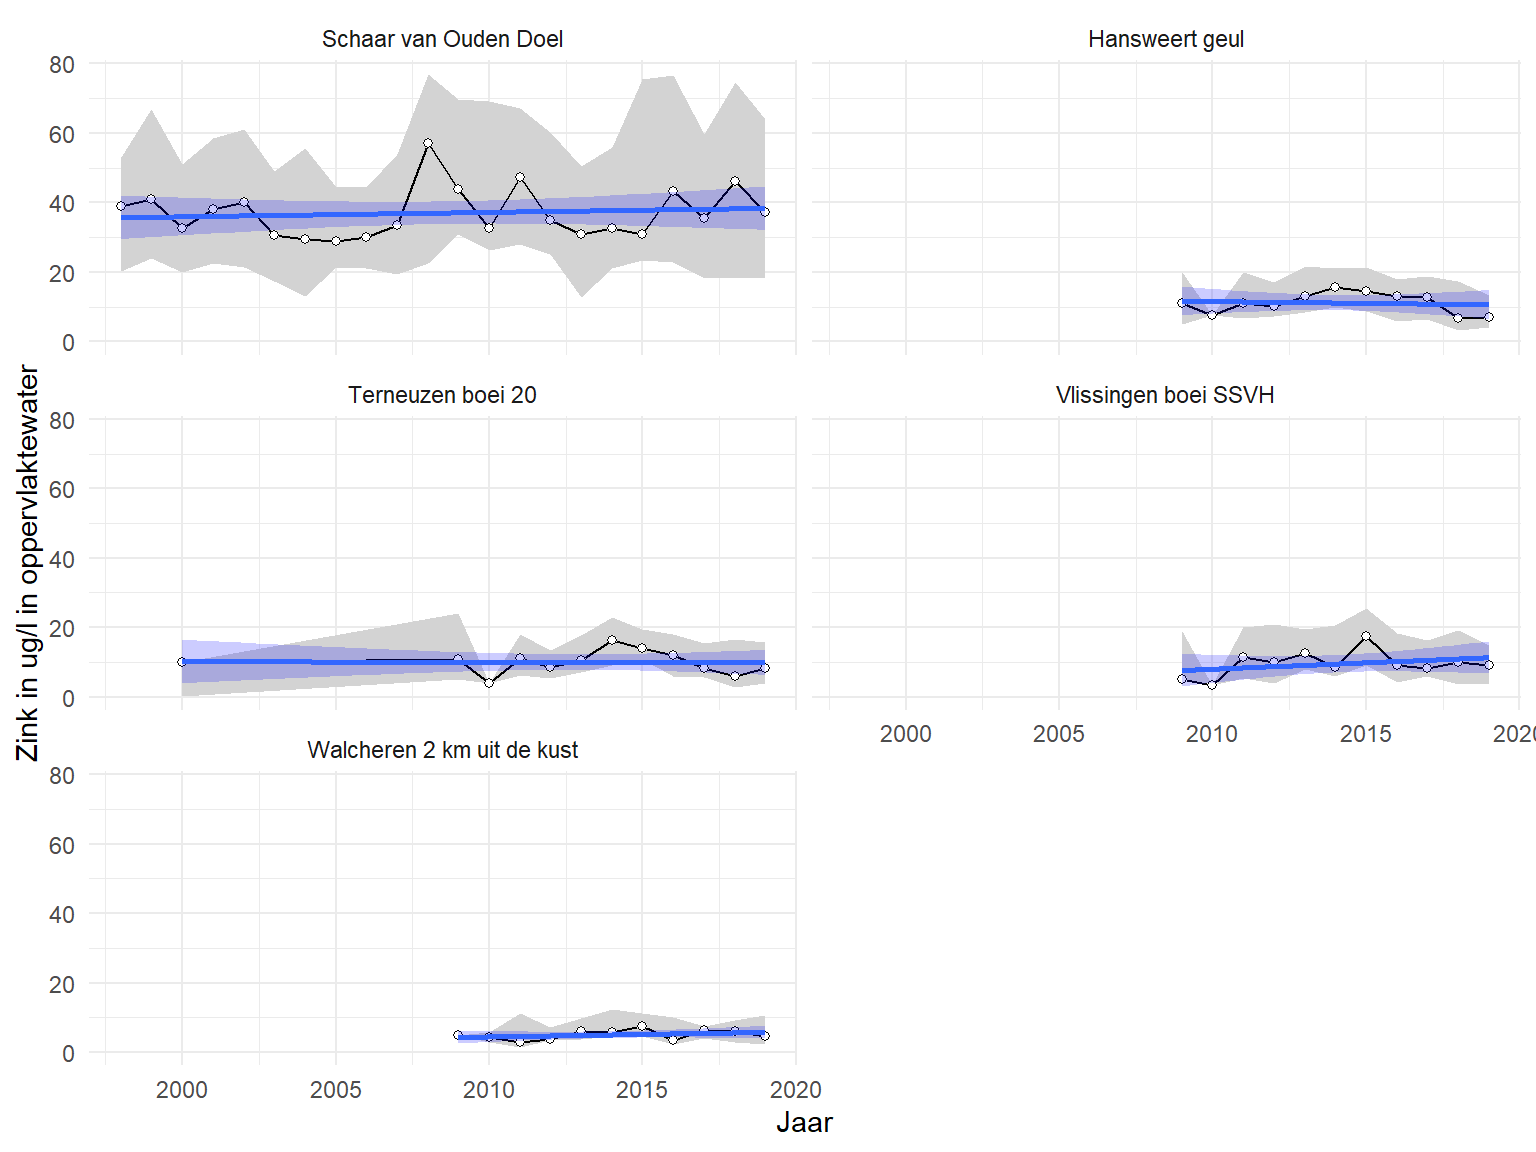 Schaar van Ouden Doel
Hansweert geul
80
60
40
20
0
Terneuzen boei 20
Vlissingen boei SSVH
80
60
40
20
0
2000 2005 2010 2015 2020
Walcheren 2 km uit de kust
80
60
40
20
0
2000 2005 2010 2015 2020
Jaar
Zink in ug/l in oppervlaktewater